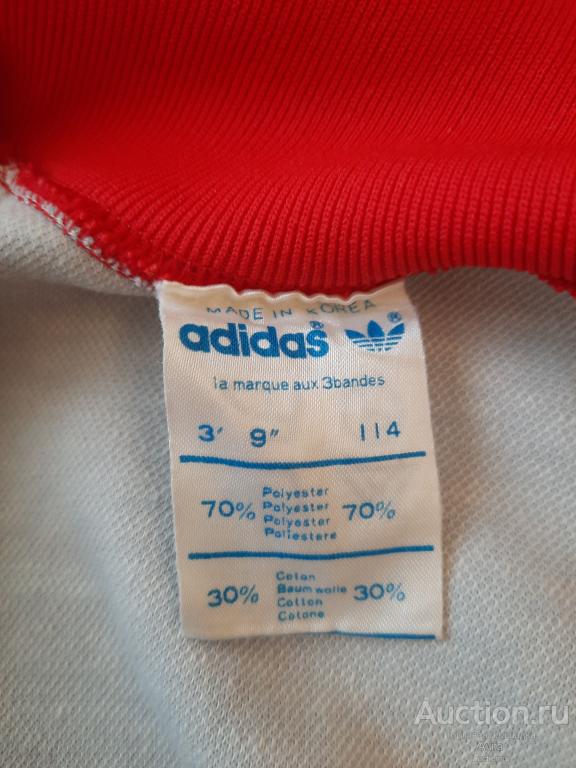 MADE IN KOREA
adidas®
®
la marque aux 3bandes
3' 9" 114
70% Polyester 70%
Polyester
Polyester
Poliestere
30% Coton 30%
Baumwolle
Cotton
Cotone
Аuction.ru